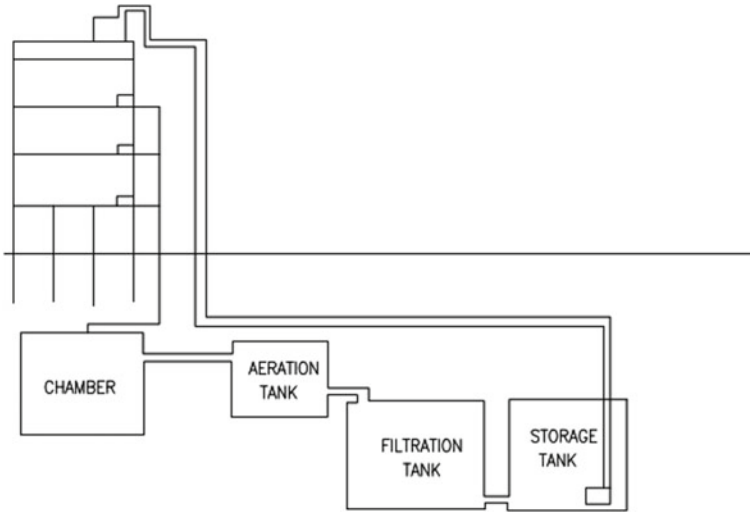 CHAMBER
AERATION
TANK
FILTRATION
TANK
STORAGE
TANK